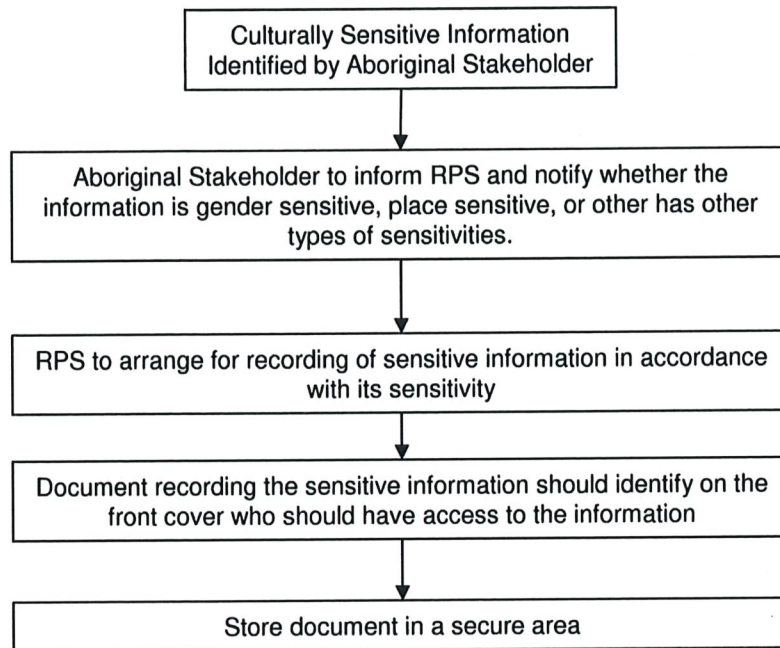 Culturally Sensitive Information
Identified by Aboriginal Stakeholder
Aboriginal Stakeholder to inform RPS and notify whether the
information is gender sensitive, place sensitive, or other has other
types of sensitivities.
RPS to arrange for recording of sensitive information in accordance
with its sensitivity
Document recording the sensitive information should identify on the
front cover who should have access to the information
Store document in a secure area